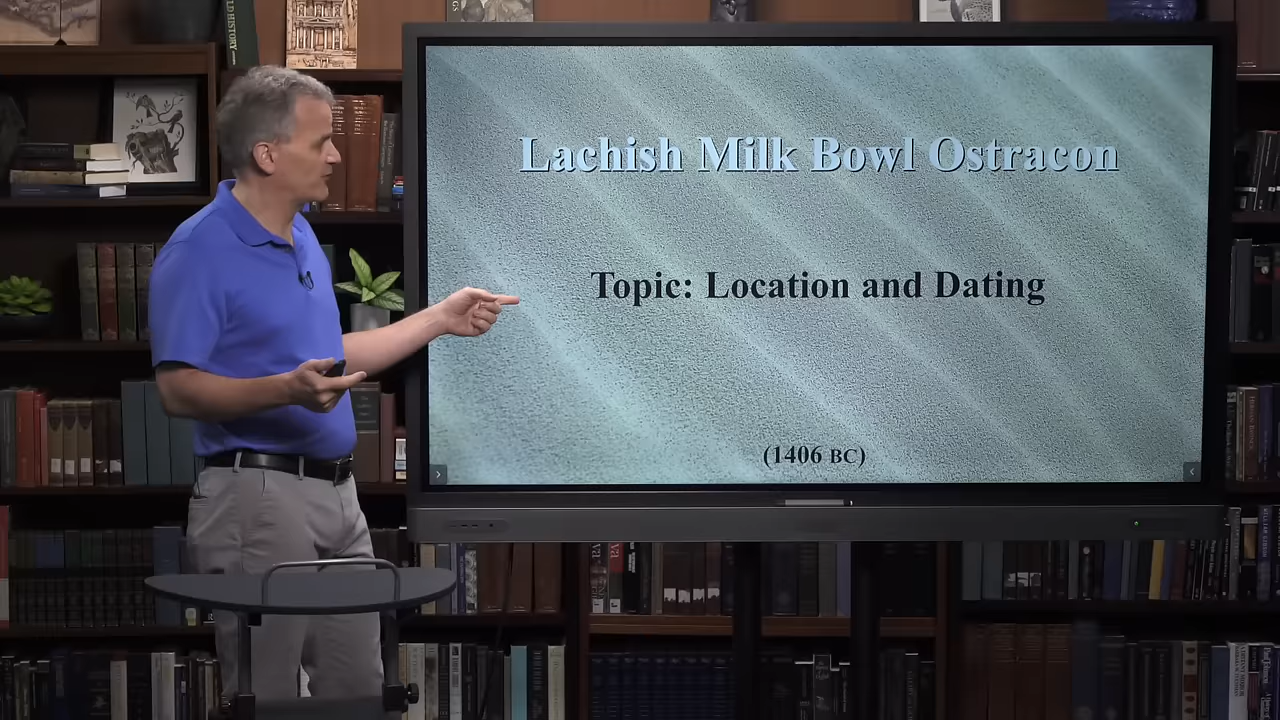 Lachish Milk Bowl Ostracon
Topic: Location and Dating
(1406 BC)